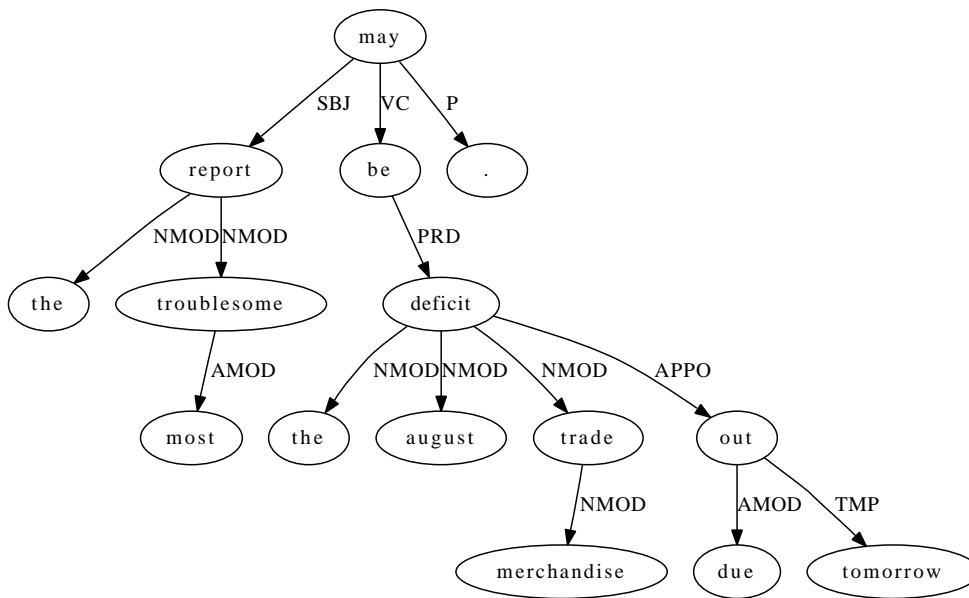 may
SBJ VC P
report be .
NMOD NMOD PRD
the troublesome deficit
AMOD NMOD NMOD NMOD APPO
most the august trade out
NMOD AMOD TMP
merchandise due tomorrow